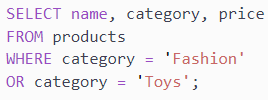 SELECT name, category, price
FROM products
WHERE category = 'Fashion'
OR category = 'Toys';